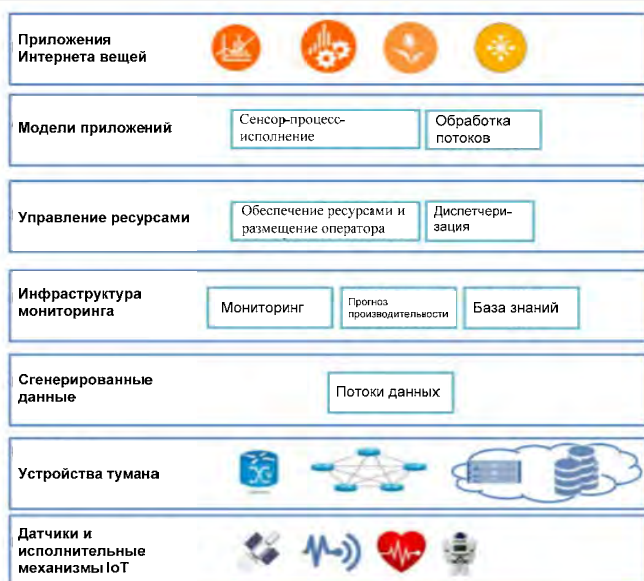 Приложения
Интернета вещей
Модели приложений
Сенсор-процесс-
исполнение
Обработка
потоков
Управление ресурсами
Обеспечение ресурсами и
размещение оператора
Диспетчери-
зация
Инфраструктура
мониторинга
Мониторинг
Прогноз
производительности
База знаний
Сгенерированные
данные
Потоки данных
Устройства тумана
5G
Датчики и
исполнительные
механизмы IoT